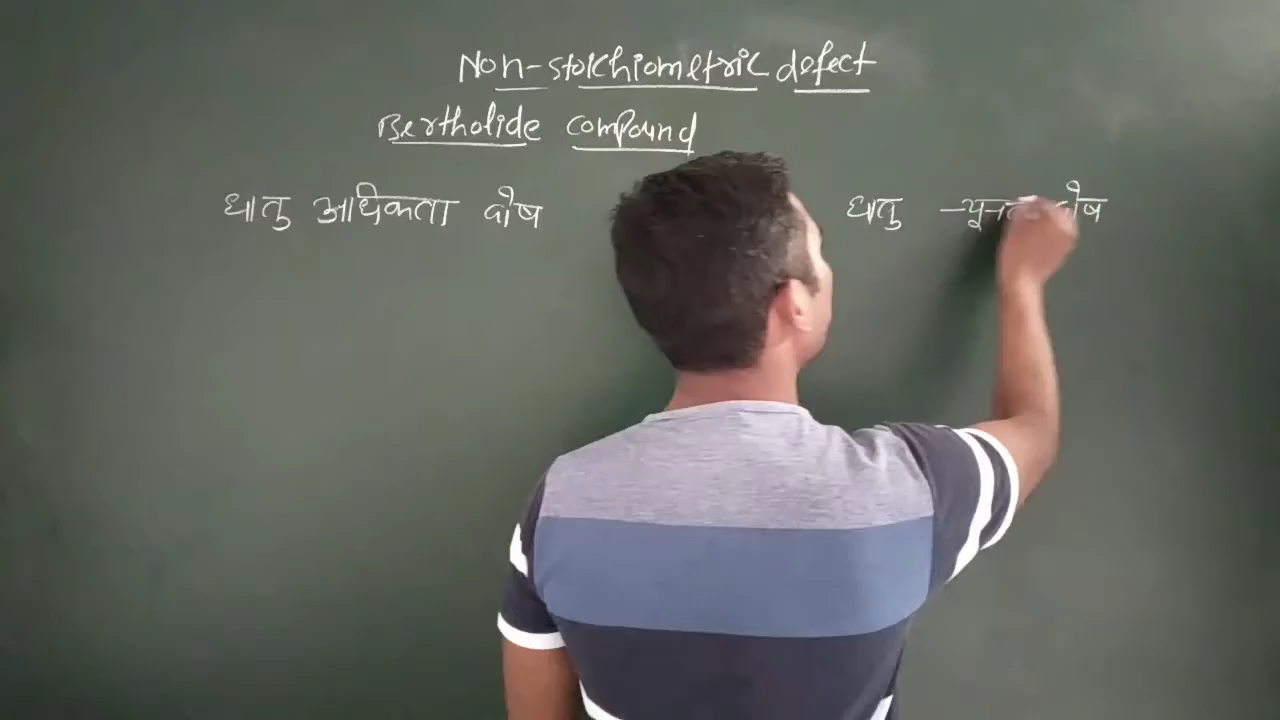 Non-stoichiometric defect
Bertholide compound
धातु आधिकता दोष
धातु न्यूनता दोष